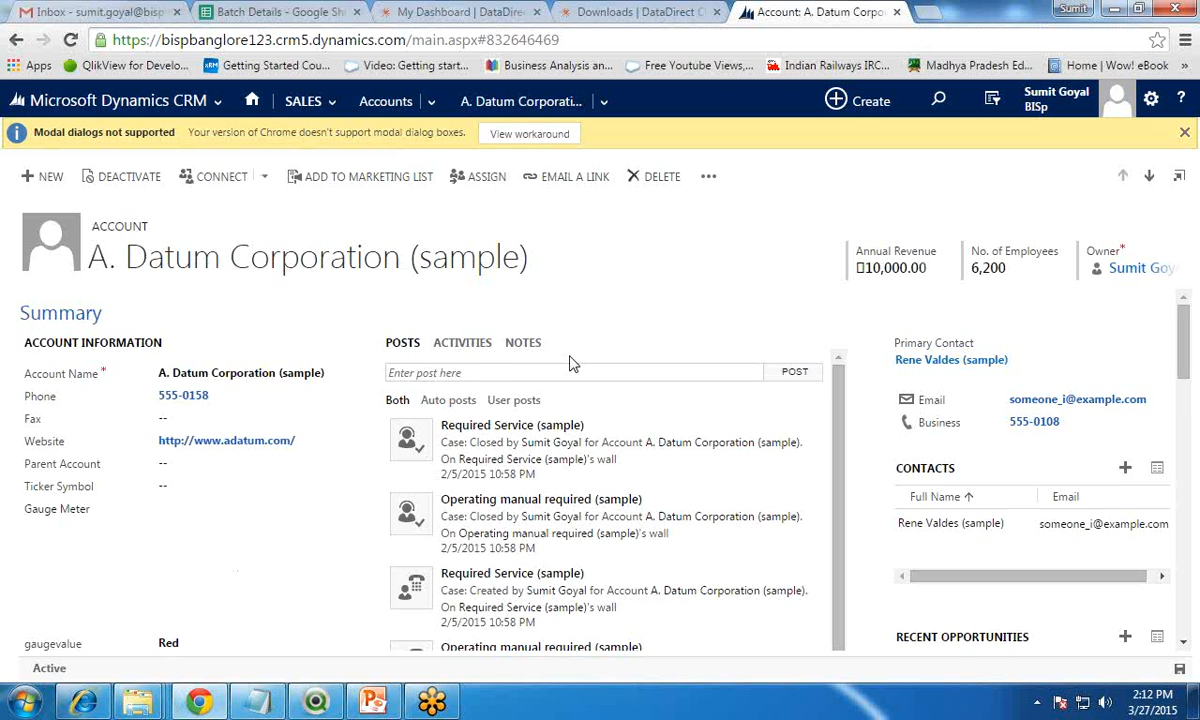 Inbox - sumit.goyal@bisp
Batch Details - Google Sh
My Dashboard | DataDirec
Downloads | DataDirect C
Account: A. Datum Corpo
Sumit
https://bispbanglore123.crm5.dynamics.com/main.aspx#832646469
Apps
QlikView for Develo...
Getting Started Cou...
Video: Getting start...
Business Analysis an...
Free Youtube Views,...
Indian Railways IRC...
Madhya Pradesh Ed...
Home | Wow! eBook
»
Microsoft Dynamics CRM
SALES
Accounts
A. Datum Corporati...
Create
Sumit Goyal
BISp
?
Modal dialogs not supported
Your version of Chrome doesn't support modal dialog boxes.
View workaround
NEW
DEACTIVATE
CONNECT
ADD TO MARKETING LIST
ASSIGN
EMAIL A LINK
DELETE
•••
ACCOUNT
A. Datum Corporation (sample)
Annual Revenue
▯10,000.00
No. of Employees
6,200
Owner*
Sumit Goy
Summary
ACCOUNT INFORMATION
Account Name *
A. Datum Corporation (sample)
Phone
555-0158
Fax
--
Website
http://www.adatum.com/
Parent Account
--
Ticker Symbol
--
Gauge Meter
gaugevalue
Red
POSTS
ACTIVITIES
NOTES
Enter post here
POST
Both
Auto posts
User posts
Required Service (sample)
Case: Closed by Sumit Goyal for Account A. Datum Corporation (sample).
On Required Service (sample)'s wall
2/5/2015 10:58 PM
Operating manual required (sample)
Case: Closed by Sumit Goyal for Account A. Datum Corporation (sample).
On Operating manual required (sample)'s wall
2/5/2015 10:58 PM
Required Service (sample)
Case: Created by Sumit Goyal for Account A. Datum Corporation (sample).
On Required Service (sample)'s wall
2/5/2015 10:58 PM
Operating manual required (sample)
Primary Contact
Rene Valdes (sample)
Email
someone_i@example.com
Business
555-0108
CONTACTS
Full Name ↑
Email
Rene Valdes (sample)
someone_i@example.com
RECENT OPPORTUNITIES
Active
2:12 PM
3/27/2015